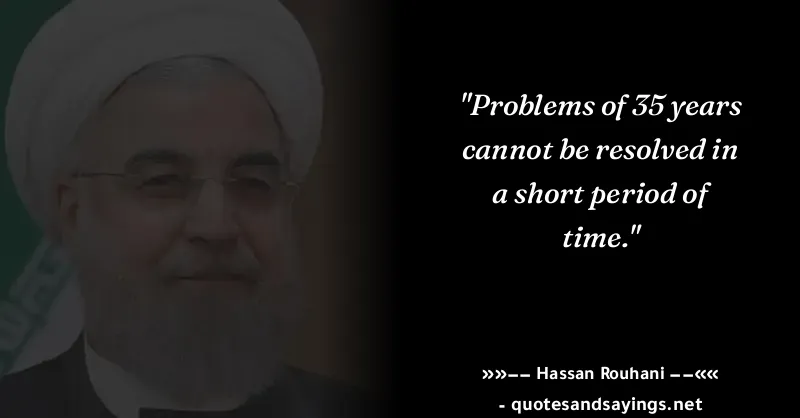 "Problems of 35 years
cannot be resolved in
a short period of
time."
»»–– Hassan Rouhani ––««
- quotesandsayings.net